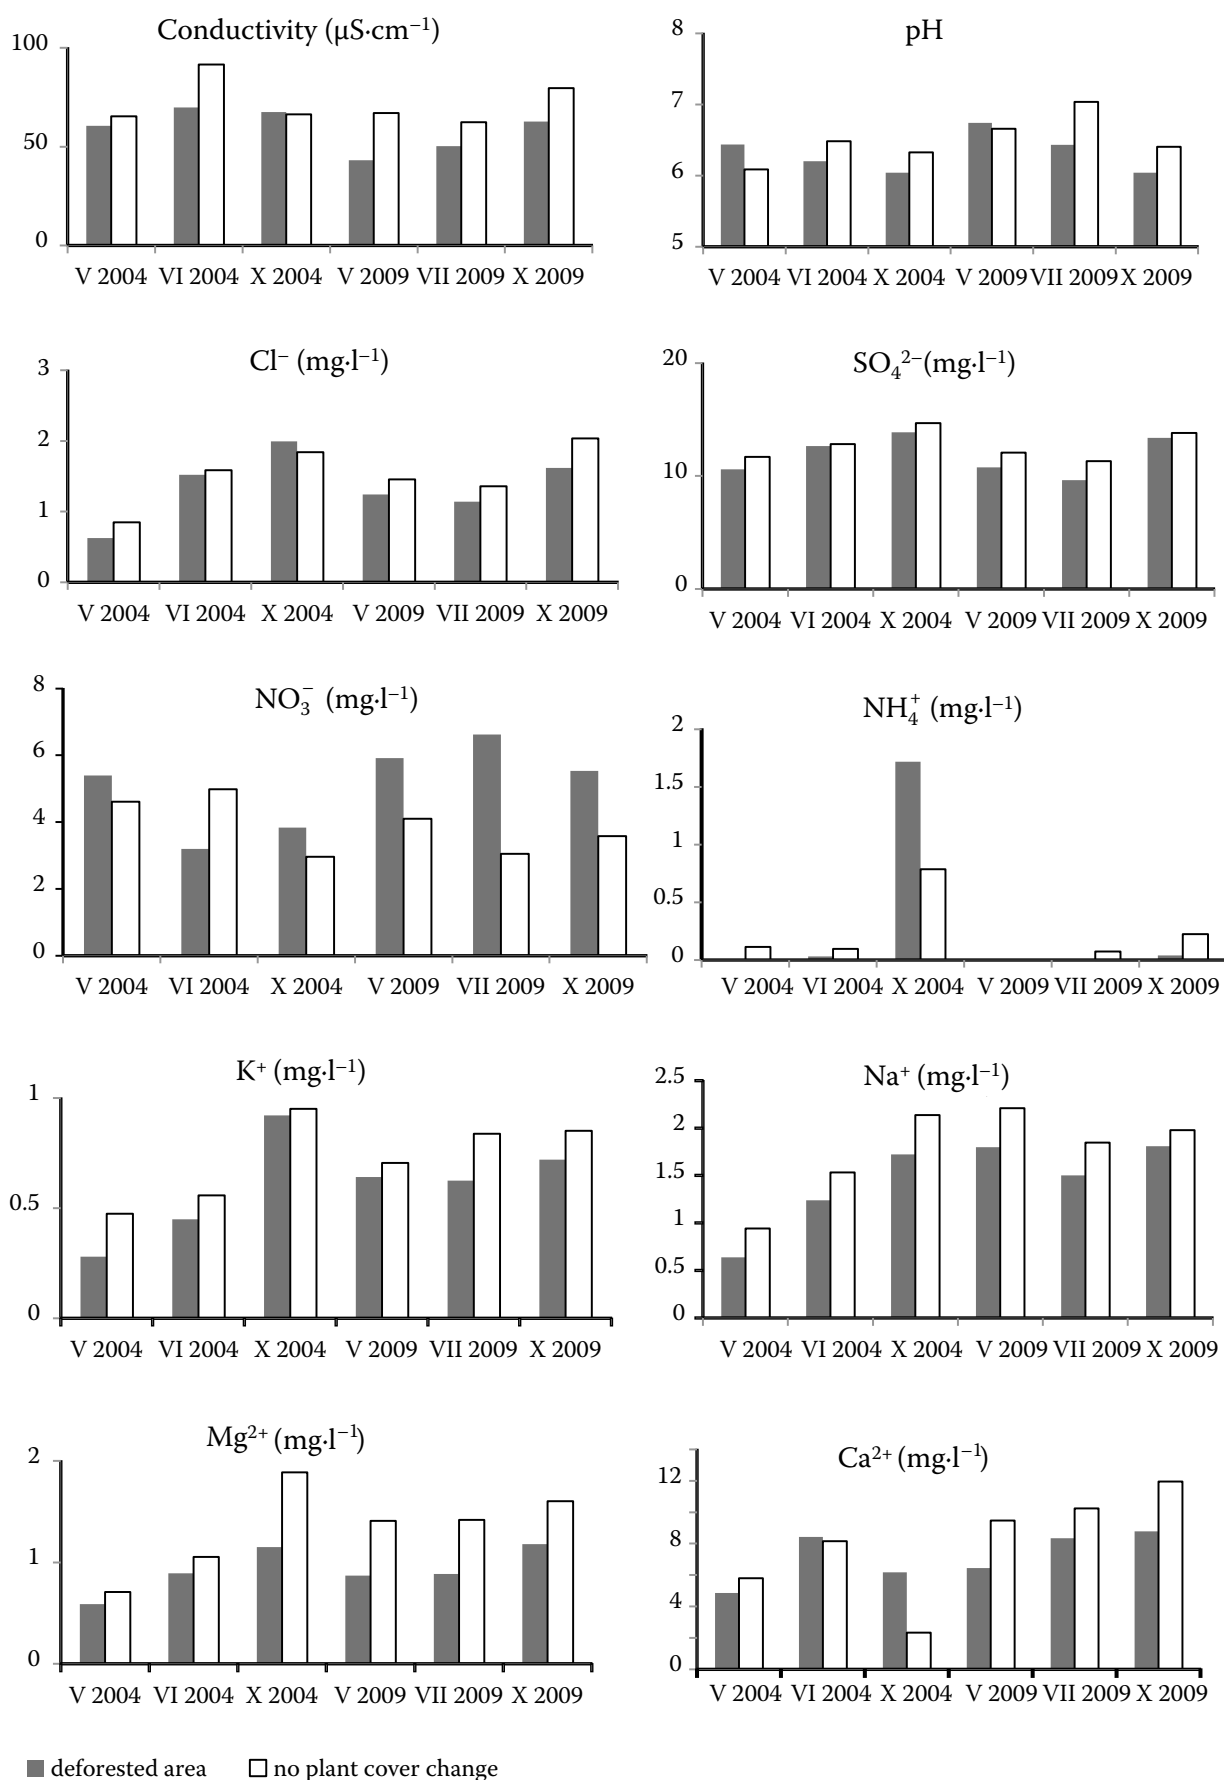 Conductivity (µS·cm⁻¹)
100
50
0
V 2004 VI 2004 X 2004 V 2009 VII 2009 X 2009
pH
8
7
6
5
V 2004 VI 2004 X 2004 V 2009 VII 2009 X 2009
Cl⁻ (mg·l⁻¹)
3
2
1
0
V 2004 VI 2004 X 2004 V 2009 VII 2009 X 2009
SO₄²⁻(mg·l⁻¹)
20
10
0
V 2004 VI 2004 X 2004 V 2009 VII 2009 X 2009
NO₃⁻ (mg·l⁻¹)
8
6
4
2
0
V 2004 VI 2004 X 2004 V 2009 VII 2009 X 2009
NH₄⁺ (mg·l⁻¹)
2
1.5
1
0.5
0
V 2004 VI 2004 X 2004 V 2009 VII 2009 X 2009
K⁺ (mg·l⁻¹)
1
0.5
0
V 2004 VI 2004 X 2004 V 2009 VII 2009 X 2009
Na⁺ (mg·l⁻¹)
2.5
2
1.5
1
0.5
0
V 2004 VI 2004 X 2004 V 2009 VII 2009 X 2009
Mg²⁺ (mg·l⁻¹)
2
1
0
V 2004 VI 2004 X 2004 V 2009 VII 2009 X 2009
Ca²⁺ (mg·l⁻¹)
12
8
4
0
V 2004 VI 2004 X 2004 V 2009 VII 2009 X 2009
deforested area no plant cover change